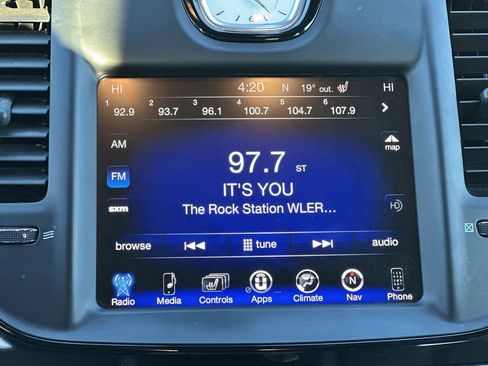 HI 4:20 N 19° out. HI
1 92.9 2 93.7 3 96.1 4 100.7 5 104.7 6 107.9
AM
map
97.7 ST
FM
IT'S YOU
sxm
The Rock Station WLER...
HD
browse tune audio
Radio Media Controls Apps ... Climate Nav Phone
N